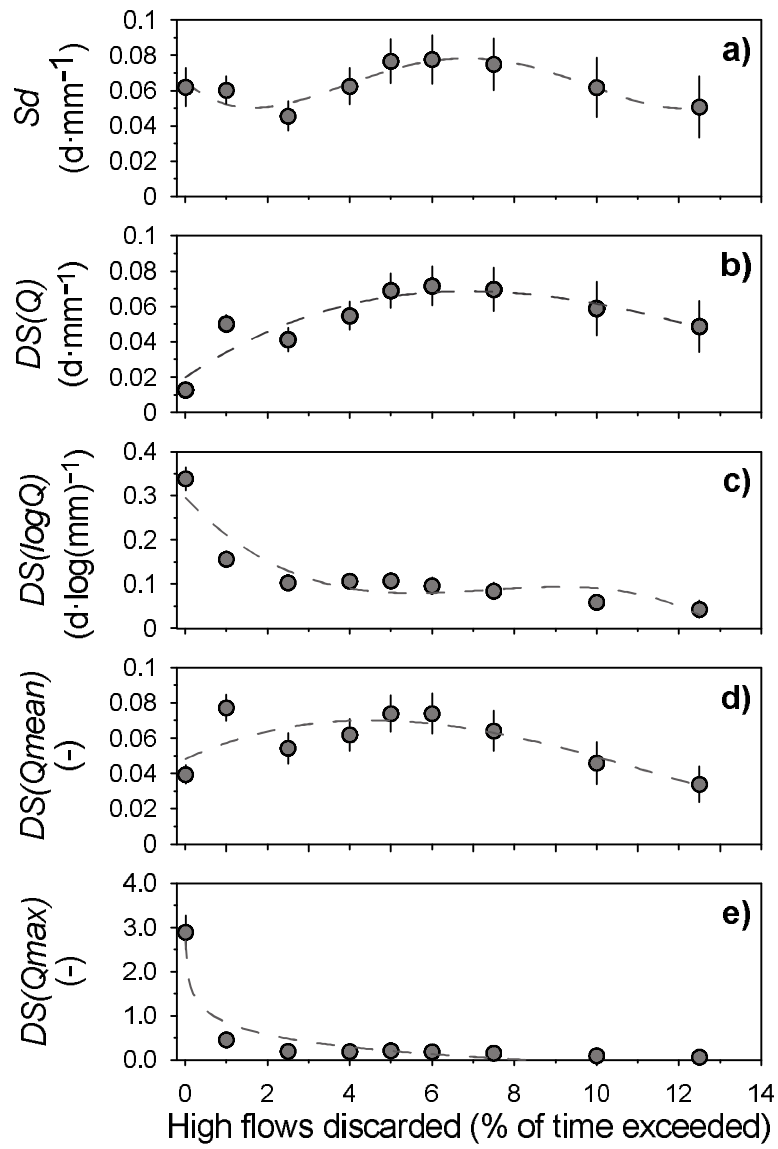 Sd
(d·mm⁻¹)
0.1
0.08
0.06
0.04
0.02
0
a)
DS(Q)
(d·mm⁻¹)
0.1
0.08
0.06
0.04
0.02
0
b)
DS(logQ)
(d·log(mm)⁻¹)
0.4
0.3
0.2
0.1
0
c)
DS(Qmean)
(-)
0.1
0.08
0.06
0.04
0.02
0
d)
DS(Qmax)
(-)
4.0
3.0
2.0
1.0
0.0
e)
0 2 4 6 8 10 12 14
High flows discarded (% of time exceeded)